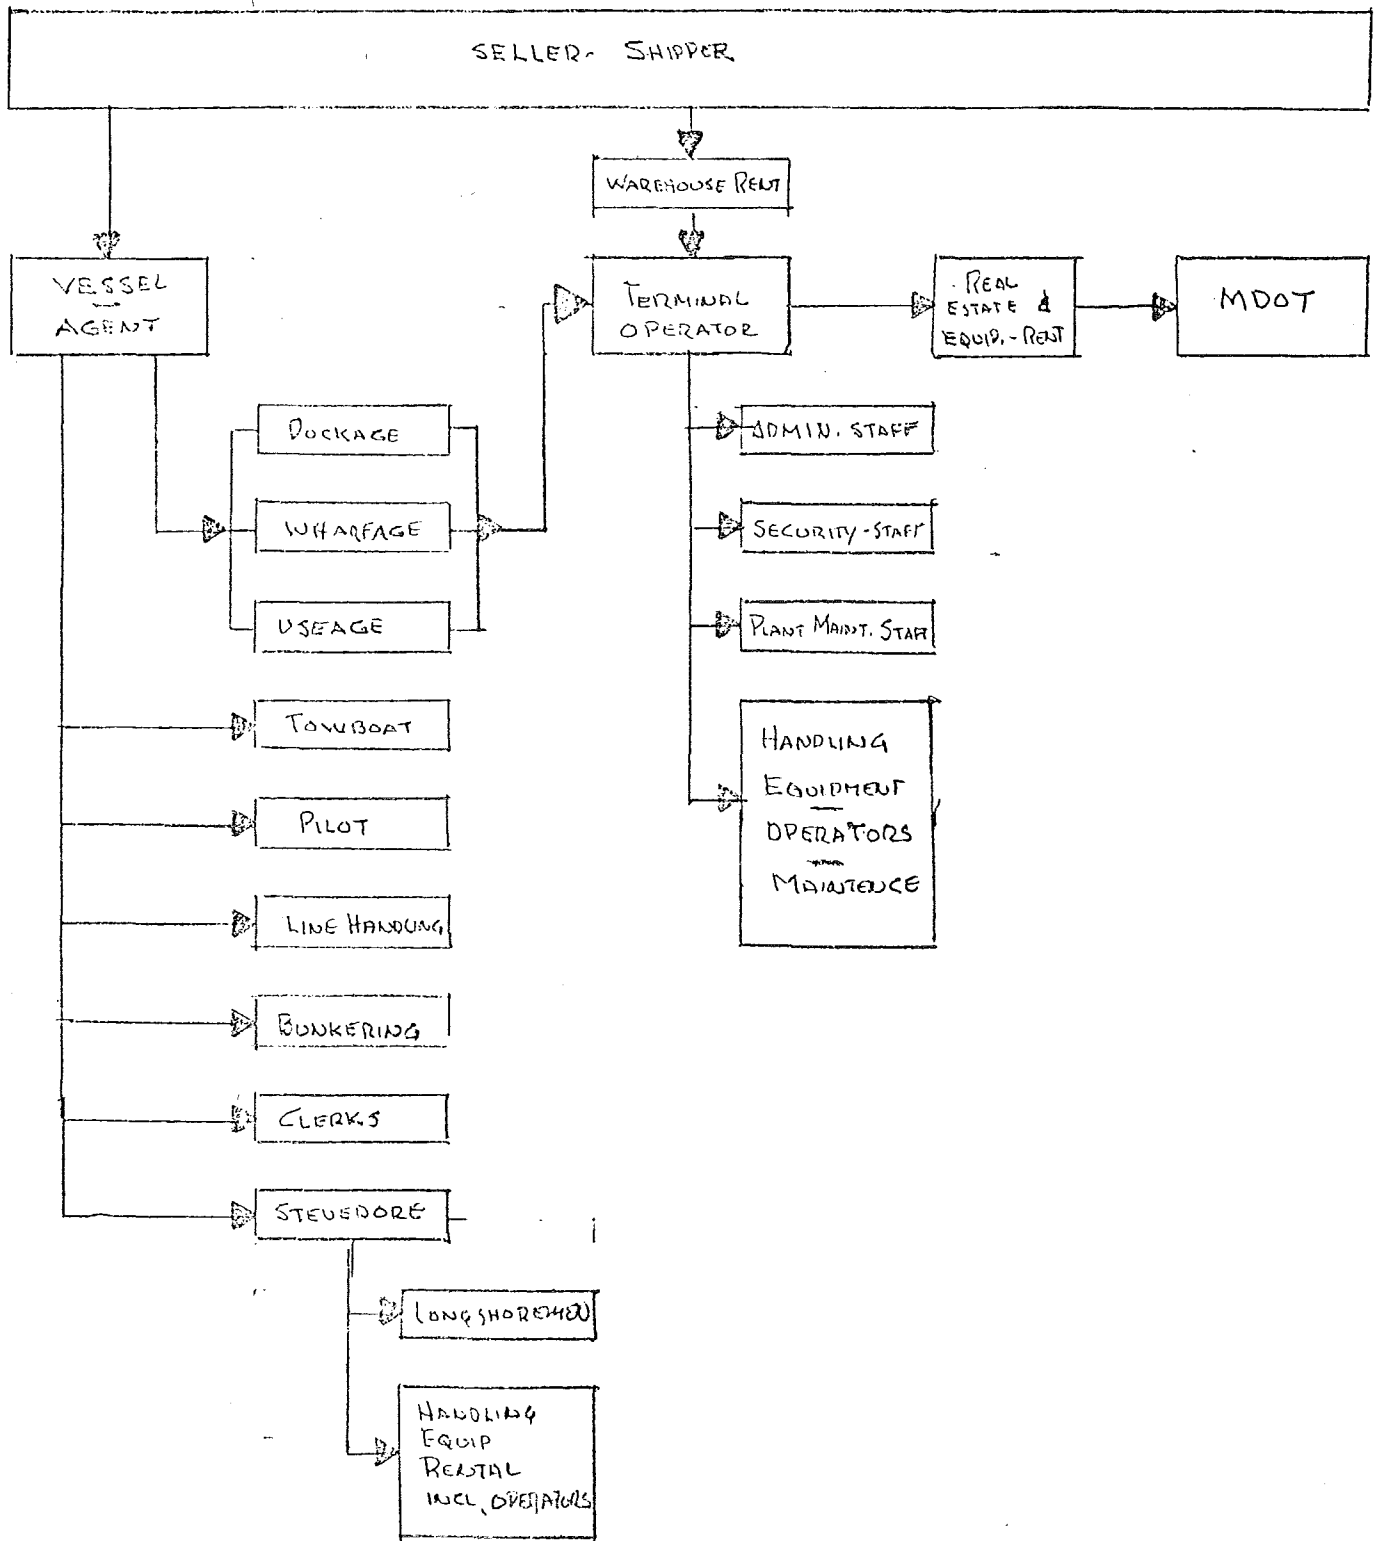 SELLER- SHIPPER
WAREHOUSE RENT
VESSEL
AGENT
TERMINAL
OPERATOR
REAL
ESTATE &
EQUIP.-RENT
MDOT
DOCKAGE
WHARFAGE
USEAGE
ADMIN. STAFF
SECURITY-STAFF
PLANT MAINT. STAFF
HANDLING
EQUIPMENT
OPERATORS
MAINTENCE
TOWBOAT
PILOT
LINE HANDLING
BUNKERING
CLERKS
STEVEDORE
LONGSHOREMEN
HANDLING
EQUIP
RENTAL
INCL. OPERATORS